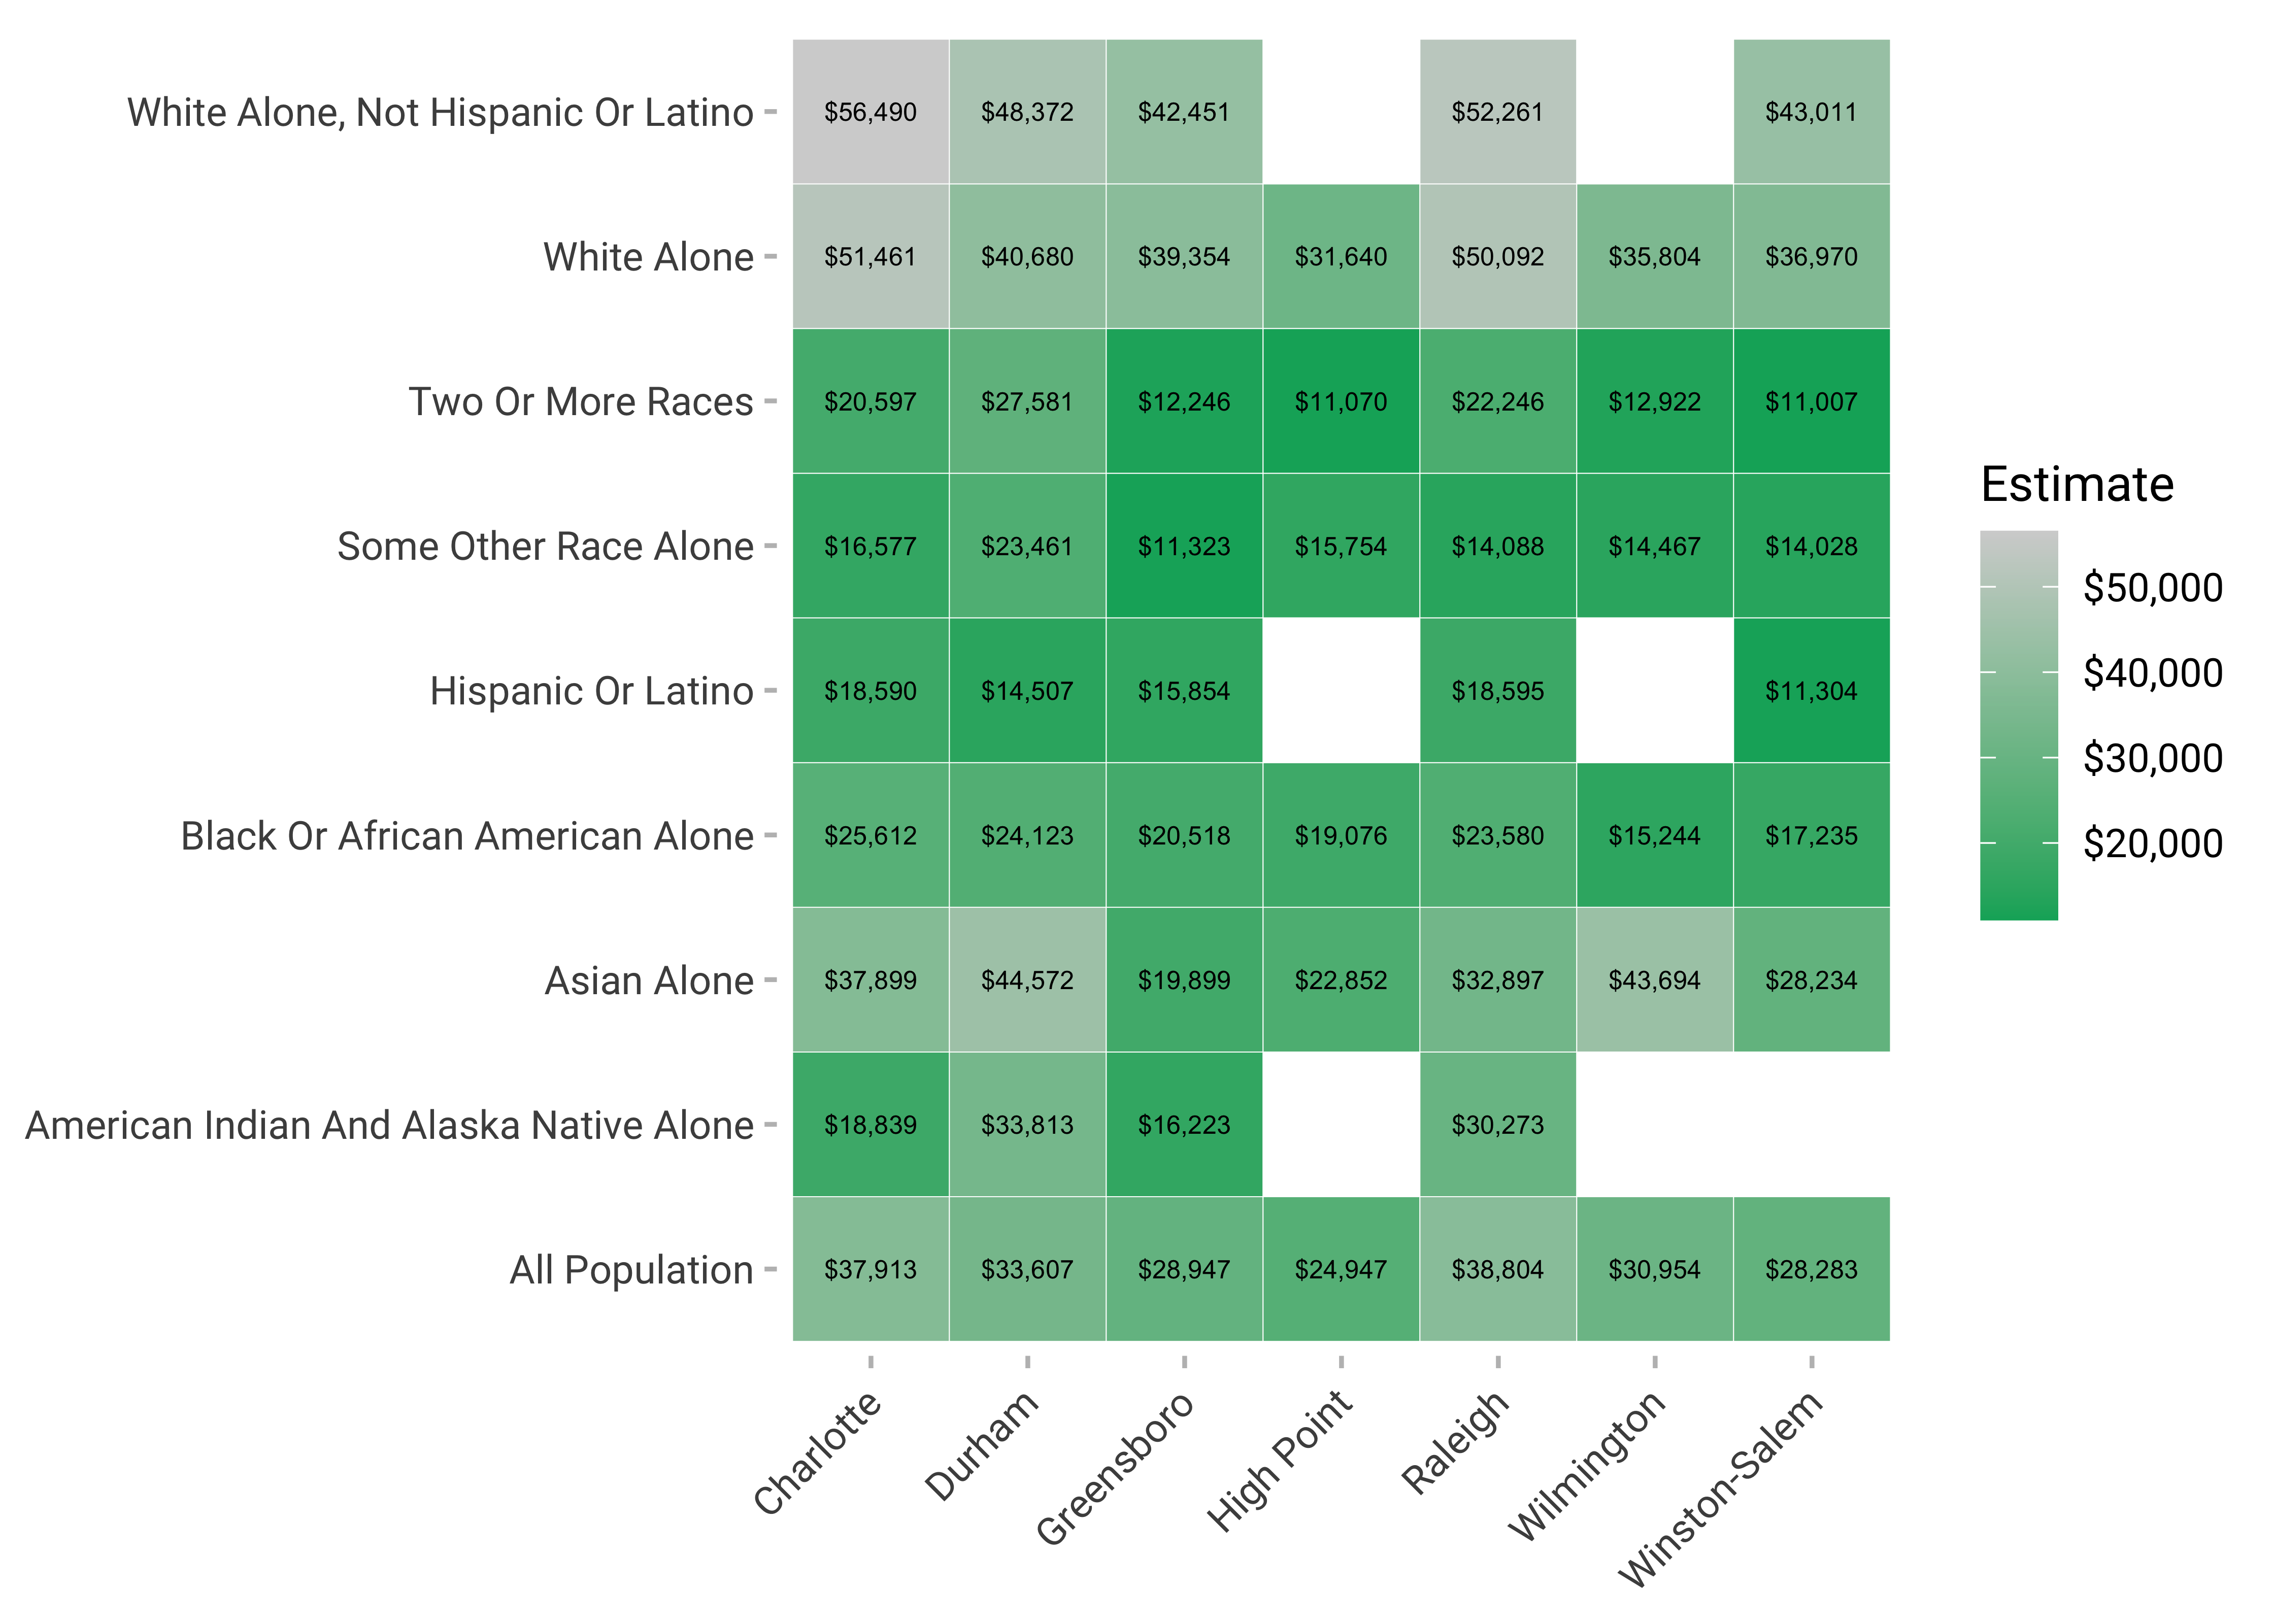 White Alone, Not Hispanic Or Latino $56,490 $48,372 $42,451 $52,261 $43,011
White Alone $51,461 $40,680 $39,354 $31,640 $50,092 $35,804 $36,970
Two Or More Races $20,597 $27,581 $12,246 $11,070 $22,246 $12,922 $11,007
Some Other Race Alone $16,577 $23,461 $11,323 $15,754 $14,088 $14,467 $14,028
Hispanic Or Latino $18,590 $14,507 $15,854 $18,595 $11,304
Black Or African American Alone $25,612 $24,123 $20,518 $19,076 $23,580 $15,244 $17,235
Asian Alone $37,899 $44,572 $19,899 $22,852 $32,897 $43,694 $28,234
American Indian And Alaska Native Alone $18,839 $33,813 $16,223 $30,273
All Population $37,913 $33,607 $28,947 $24,947 $38,804 $30,954 $28,283
Charlotte
Durham
Greensboro
High Point
Raleigh
Wilmington
Winston-Salem
Estimate
$50,000
$40,000
$30,000
$20,000